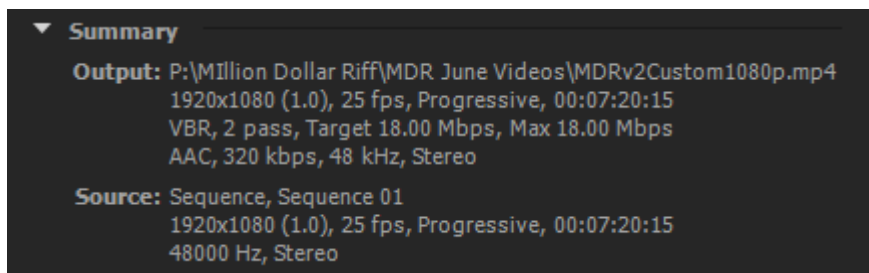 Summary
Output: P:\MIllion Dollar Riff\MDR June Videos\MDRv2Custom1080p.mp4
1920x1080 (1.0), 25 fps, Progressive, 00:07:20:15
VBR, 2 pass, Target 18.00 Mbps, Max 18.00 Mbps
AAC, 320 kbps, 48 kHz, Stereo
Source: Sequence, Sequence 01
1920x1080 (1.0), 25 fps, Progressive, 00:07:20:15
48000 Hz, Stereo